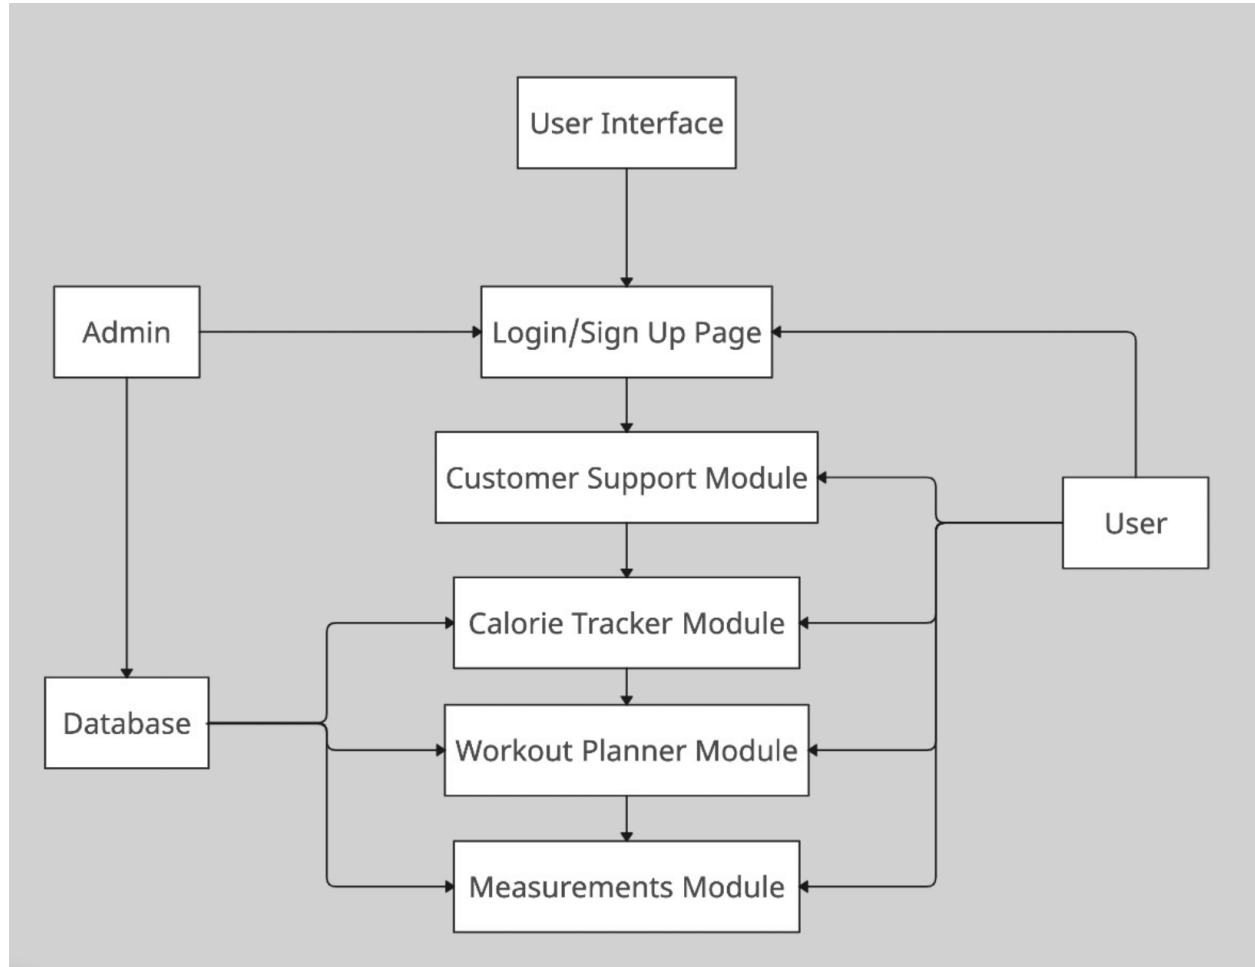 User Interface
Admin
Login/Sign Up Page
Customer Support Module
User
Calorie Tracker Module
Database
Workout Planner Module
Measurements Module